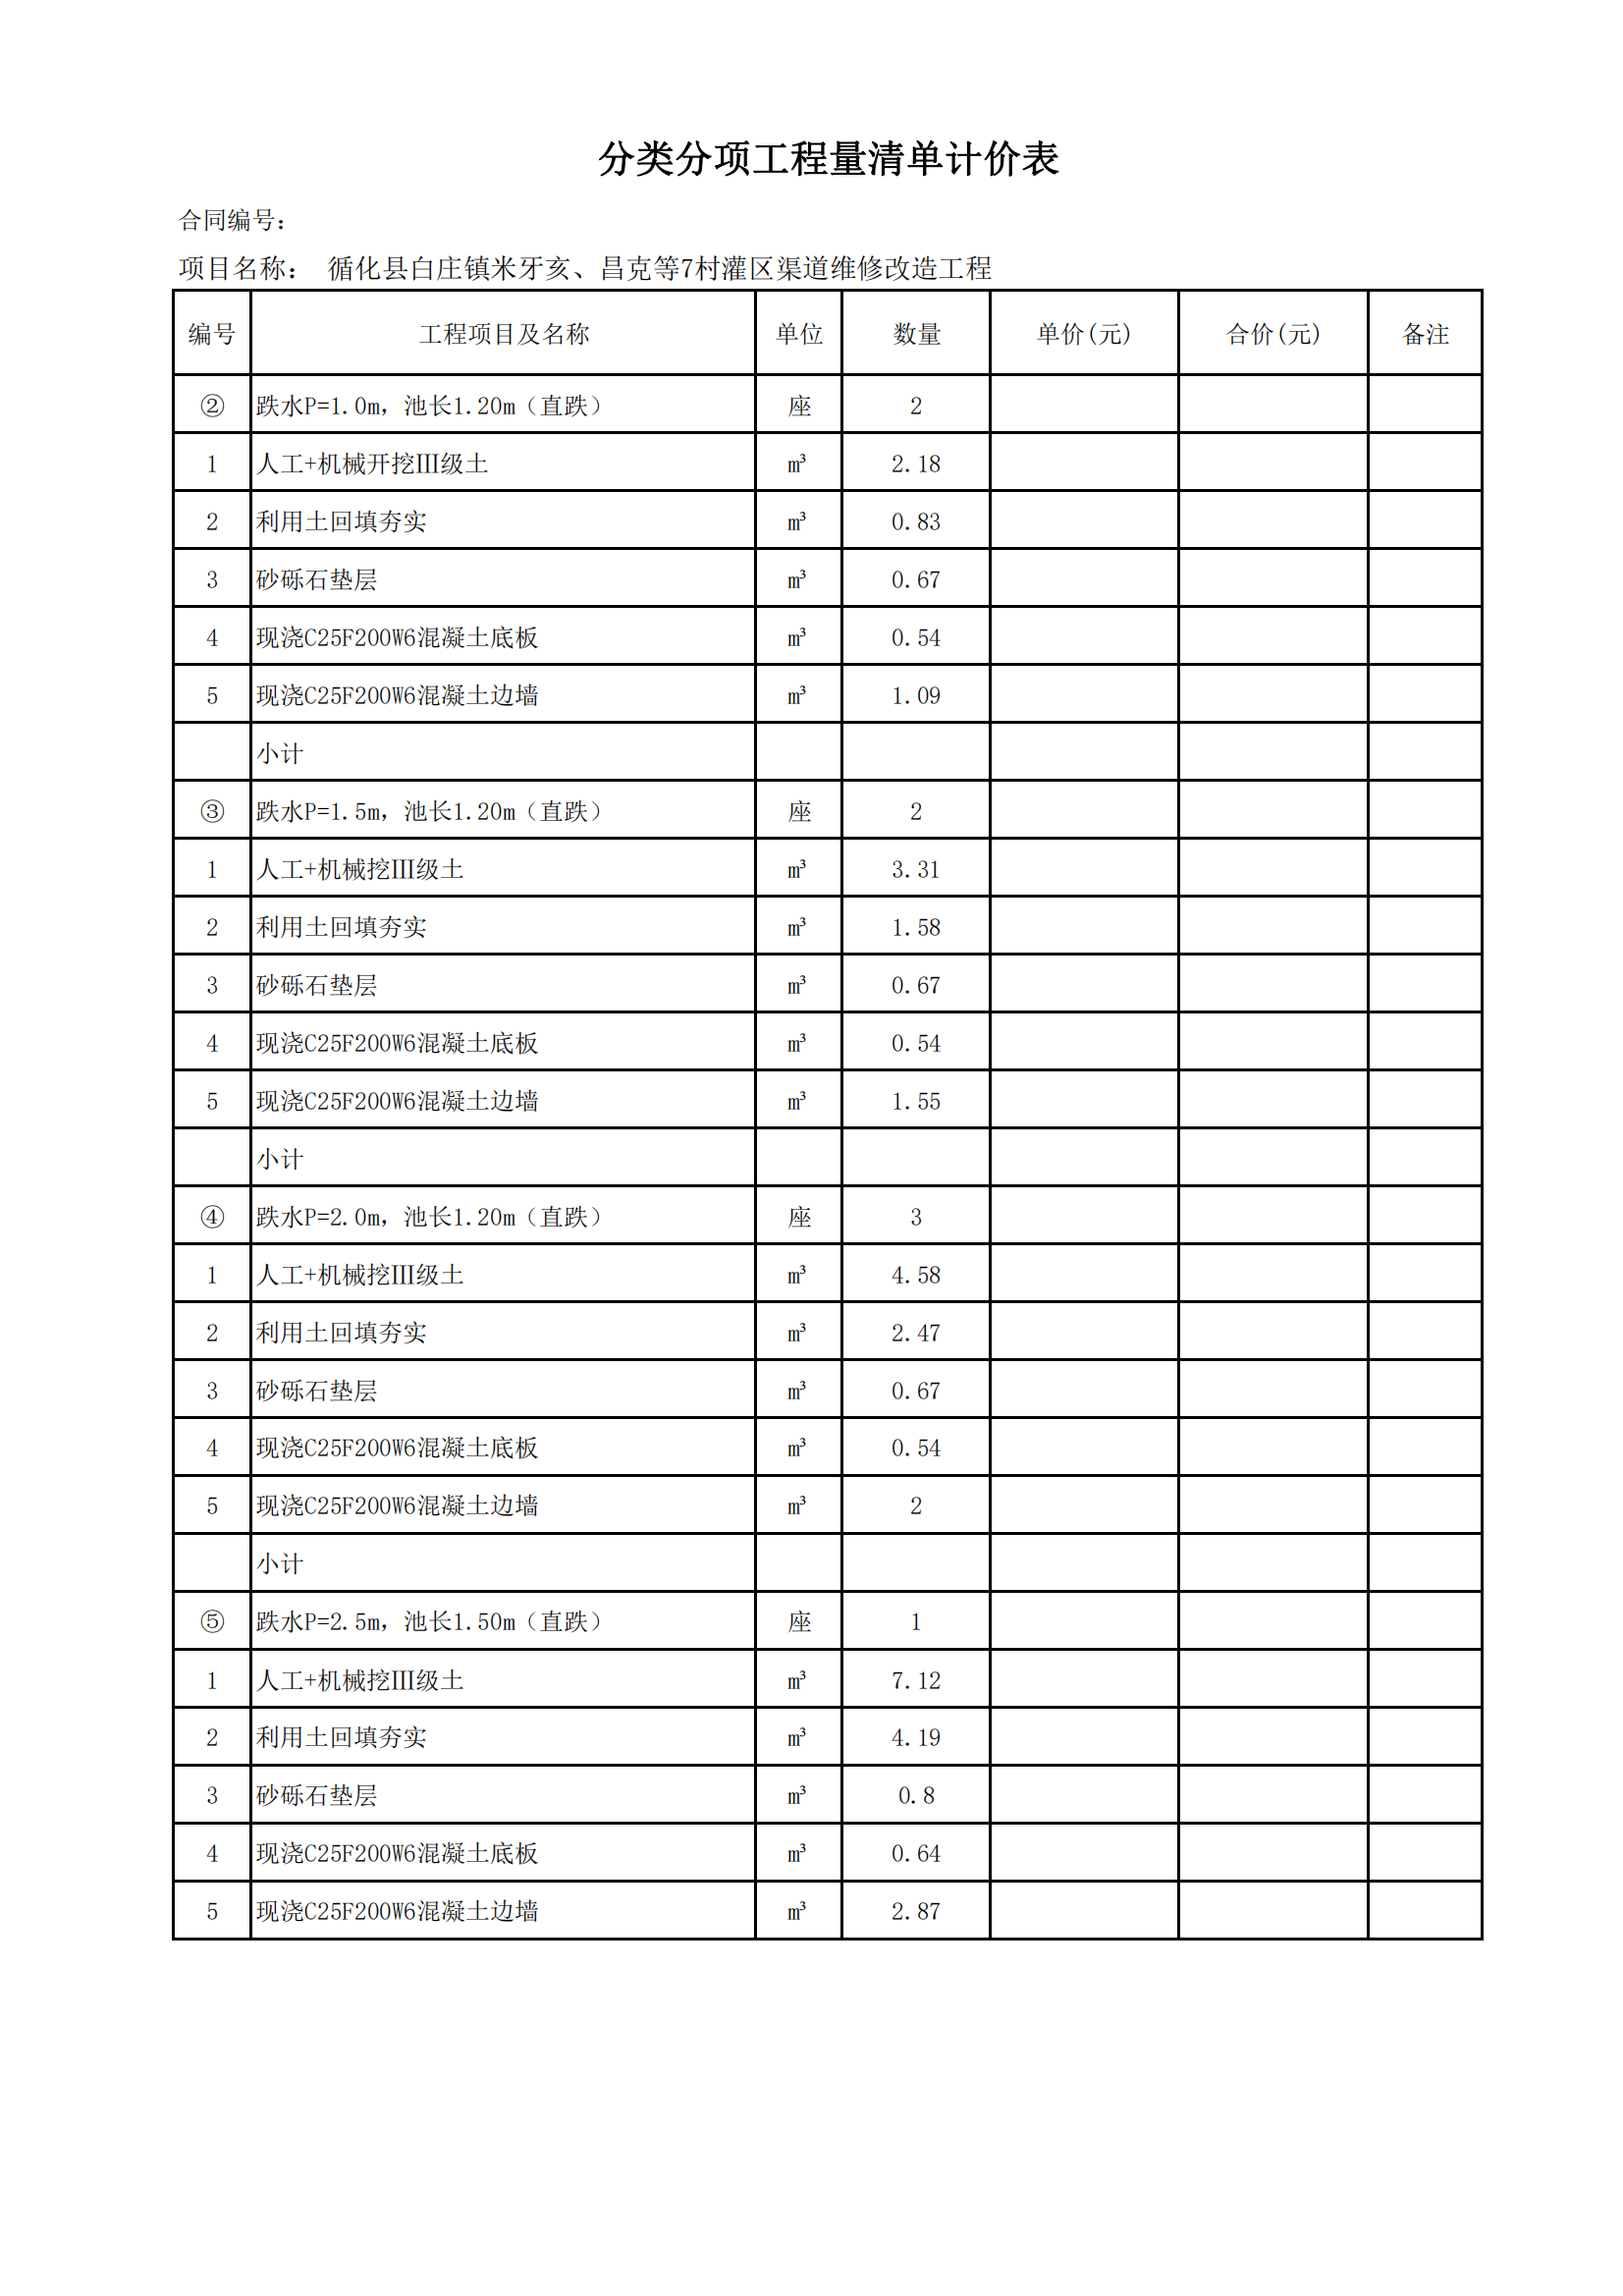 分类分项工程量清单计价表
合同编号：
项目名称： 循化县白庄镇米牙亥、昌克等7村灌区渠道维修改造工程
编号 工程项目及名称 单位 数量 单价(元) 合价(元) 备注
② 跌水P=1.0m，池长1.20m（直跌） 座 2
1 人工+机械开挖Ⅲ级土 m³ 2.18
2 利用土回填夯实 m³ 0.83
3 砂砾石垫层 m³ 0.67
4 现浇C25F200W6混凝土底板 m³ 0.54
5 现浇C25F200W6混凝土边墙 m³ 1.09
小计
③ 跌水P=1.5m，池长1.20m（直跌） 座 2
1 人工+机械挖Ⅲ级土 m³ 3.31
2 利用土回填夯实 m³ 1.58
3 砂砾石垫层 m³ 0.67
4 现浇C25F200W6混凝土底板 m³ 0.54
5 现浇C25F200W6混凝土边墙 m³ 1.55
小计
④ 跌水P=2.0m，池长1.20m（直跌） 座 3
1 人工+机械挖Ⅲ级土 m³ 4.58
2 利用土回填夯实 m³ 2.47
3 砂砾石垫层 m³ 0.67
4 现浇C25F200W6混凝土底板 m³ 0.54
5 现浇C25F200W6混凝土边墙 m³ 2
小计
⑤ 跌水P=2.5m，池长1.50m（直跌） 座 1
1 人工+机械挖Ⅲ级土 m³ 7.12
2 利用土回填夯实 m³ 4.19
3 砂砾石垫层 m³ 0.8
4 现浇C25F200W6混凝土底板 m³ 0.64
5 现浇C25F200W6混凝土边墙 m³ 2.87